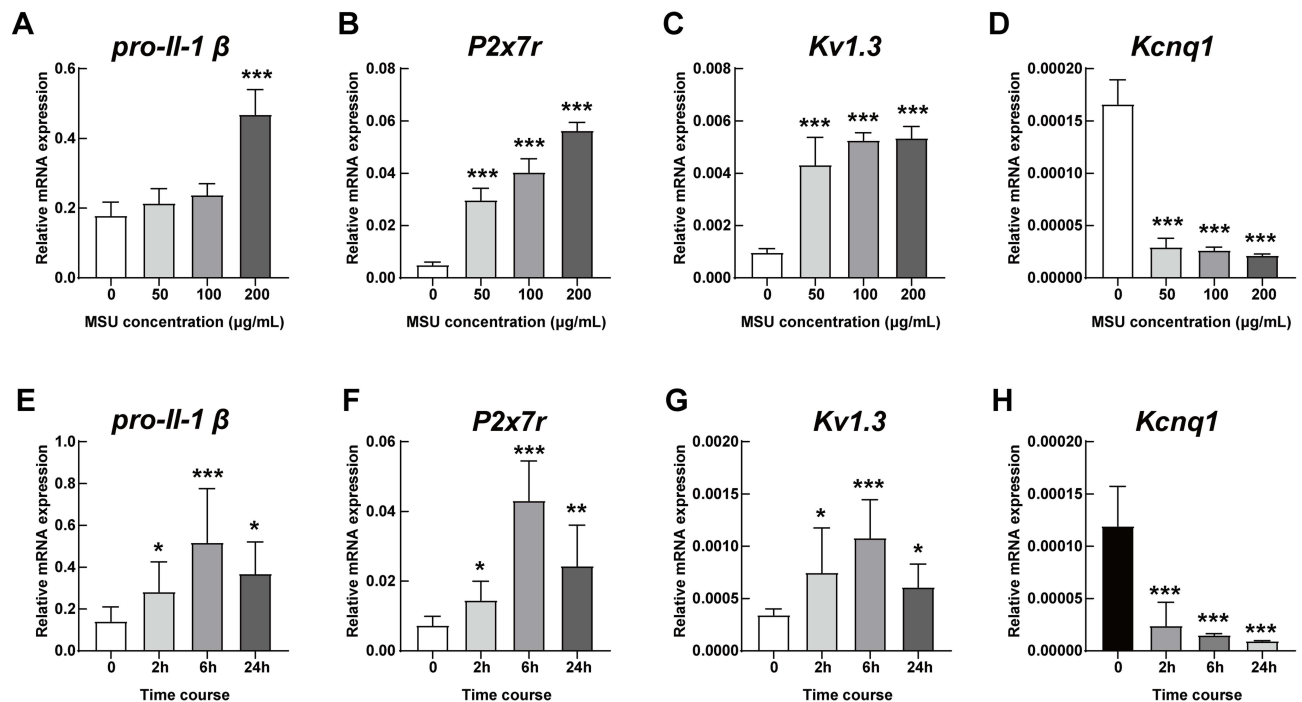 A
pro-Il-1 β
Relative mRNA expression
0.6
0.4
0.2
0.0
***
0 50 100 200
MSU concentration (μg/mL)
B
P2x7r
Relative mRNA expression
0.08
0.06
0.04
0.02
0.00
*** *** ***
0 50 100 200
MSU concentration (μg/mL)
C
Kv1.3
Relative mRNA expression
0.008
0.006
0.004
0.002
0.000
*** *** ***
0 50 100 200
MSU concentration (μg/mL)
D
Kcnq1
Relative mRNA expression
0.00020
0.00015
0.00010
0.00005
0.00000
*** *** ***
0 50 100 200
MSU concentration (μg/mL)
E
pro-Il-1 β
Relative mRNA expression
1.0
0.8
0.6
0.4
0.2
0.0
* *** *
0 2h 6h 24h
Time course
F
P2x7r
Relative mRNA expression
0.06
0.04
0.02
0.00
* *** **
0 2h 6h 24h
Time course
G
Kv1.3
Relative mRNA expression
0.0020
0.0015
0.0010
0.0005
0.0000
* *** *
0 2h 6h 24h
Time course
H
Kcnq1
Relative mRNA expression
0.00020
0.00015
0.00010
0.00005
0.00000
*** *** ***
0 2h 6h 24h
Time course